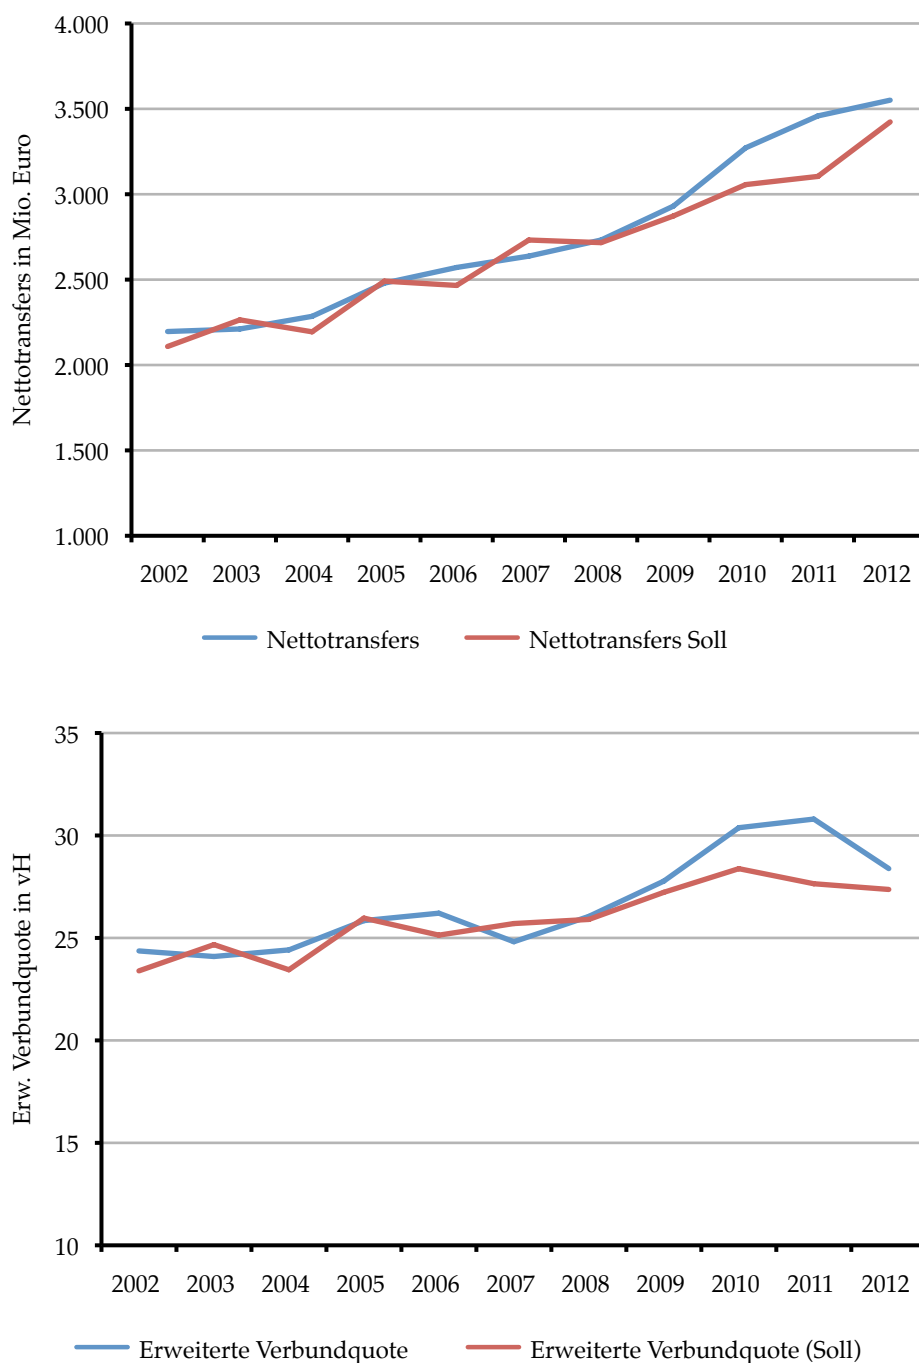 Nettotransfers in Mio. Euro
4.000
3.500
3.000
2.500
2.000
1.500
1.000
2002 2003 2004 2005 2006 2007 2008 2009 2010 2011 2012
Nettotransfers Nettotransfers Soll
Erw. Verbundquote in vH
35
30
25
20
15
10
2002 2003 2004 2005 2006 2007 2008 2009 2010 2011 2012
Erweiterte Verbundquote Erweiterte Verbundquote (Soll)